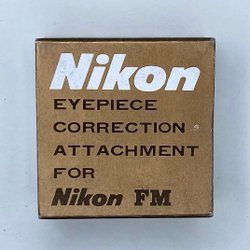 Nikon
EYEPIECE
CORRECTION
ATTACHMENT
FOR
Nikon FM